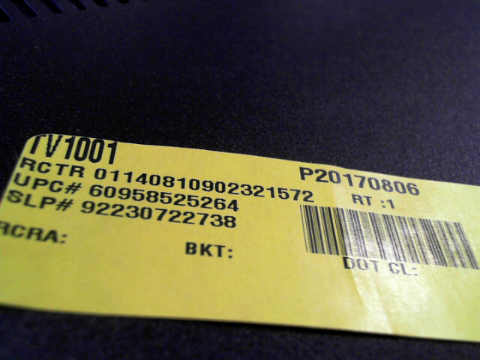 TV1001
P20170806
RCTR 01140810902321572
RT :1
UPC# 60958525264
SLP# 92230722738
RCRA:
BKT:
DOT CL: